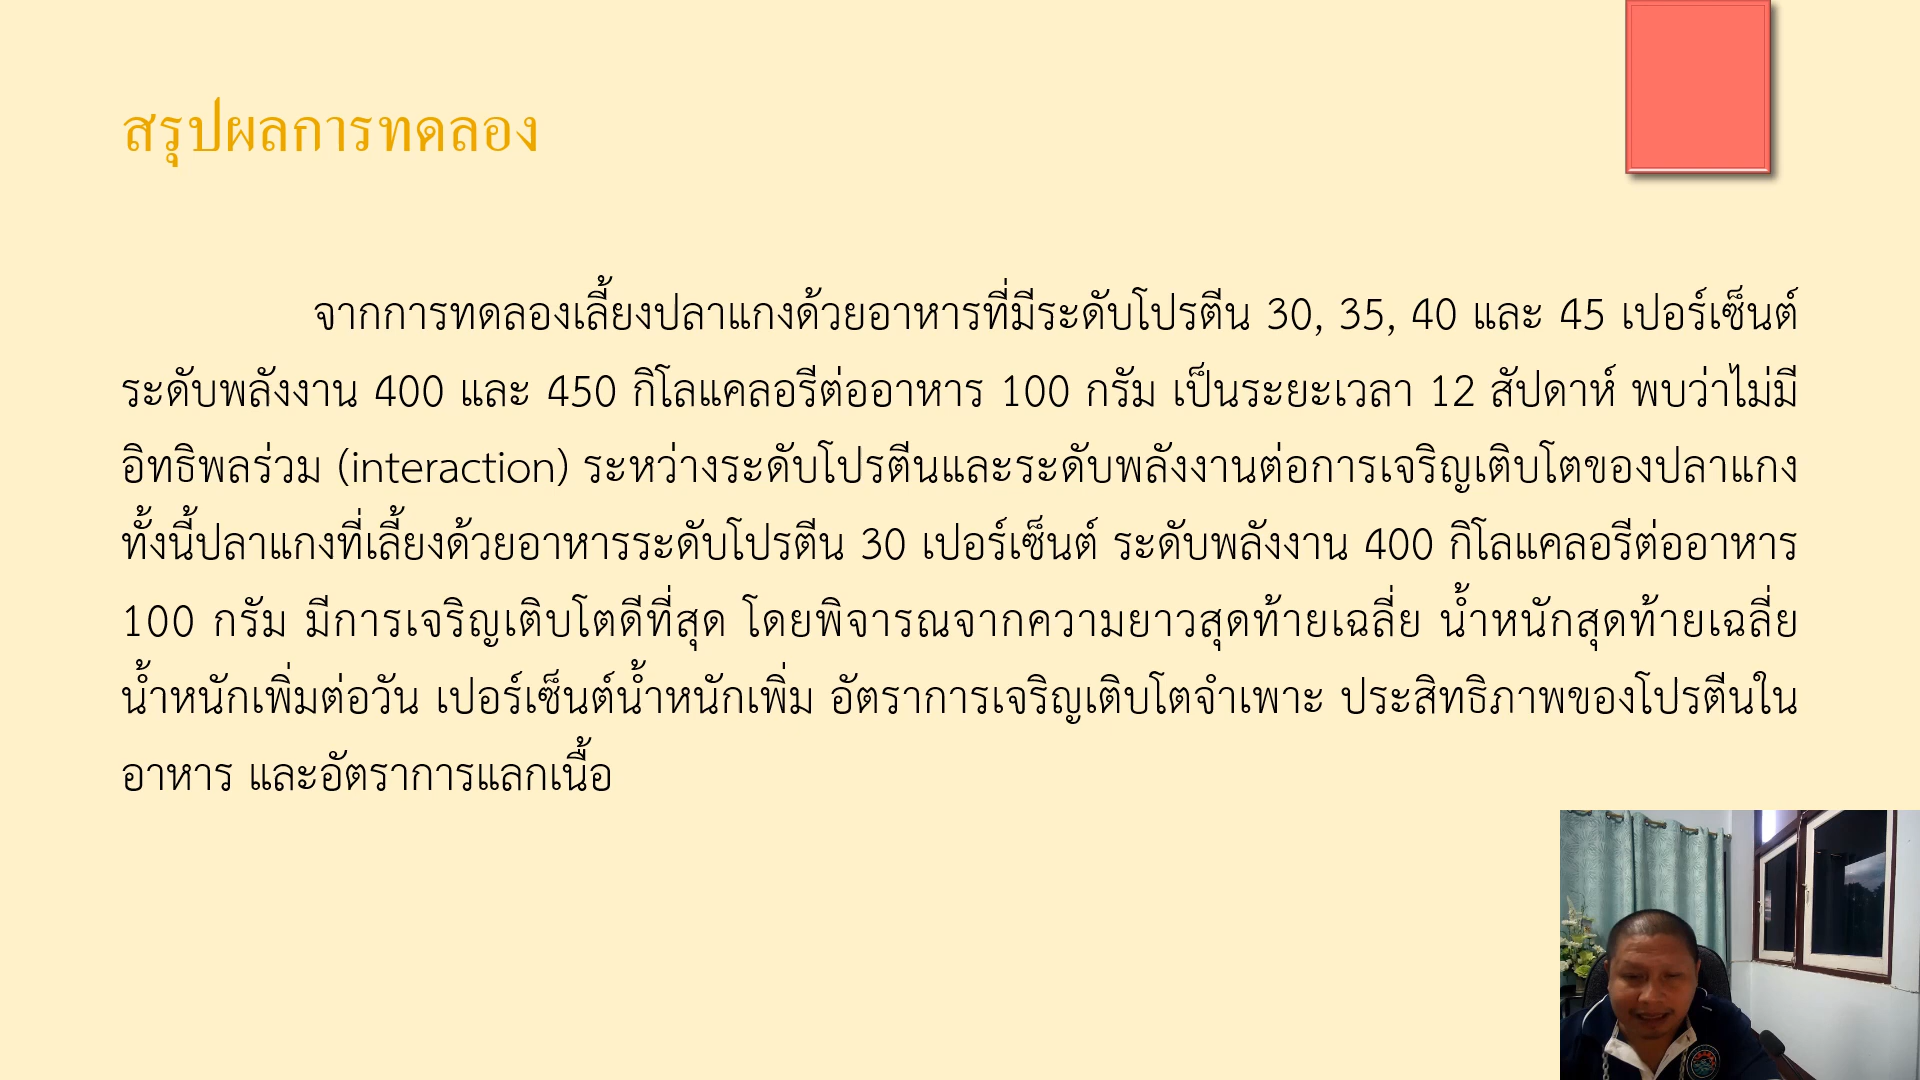 สรุปผลการทดลอง
จากการทดลองเลี้ยงปลาแกงด้วยอาหารที่มีระดับโปรตีน 30, 35, 40 และ 45 เปอร์เซ็นต์
ระดับพลังงาน 400 และ 450 กิโลแคลอรีต่ออาหาร 100 กรัม เป็นระยะเวลา 12 สัปดาห์ พบว่าไม่มี
อิทธิพลร่วม (interaction) ระหว่างระดับโปรตีนและระดับพลังงานต่อการเจริญเติบโตของปลาแกง
ทั้งนี้ปลาแกงที่เลี้ยงด้วยอาหารระดับโปรตีน 30 เปอร์เซ็นต์ ระดับพลังงาน 400 กิโลแคลอรีต่ออาหาร
100 กรัม มีการเจริญเติบโตดีที่สุด โดยพิจารณจากความยาวสุดท้ายเฉลี่ย น้ำหนักสุดท้ายเฉลี่ย
น้ำหนักเพิ่มต่อวัน เปอร์เซ็นต์น้ำหนักเพิ่ม อัตราการเจริญเติบโตจำเพาะ ประสิทธิภาพของโปรตีนใน
อาหาร และอัตราการแลกเนื้อ